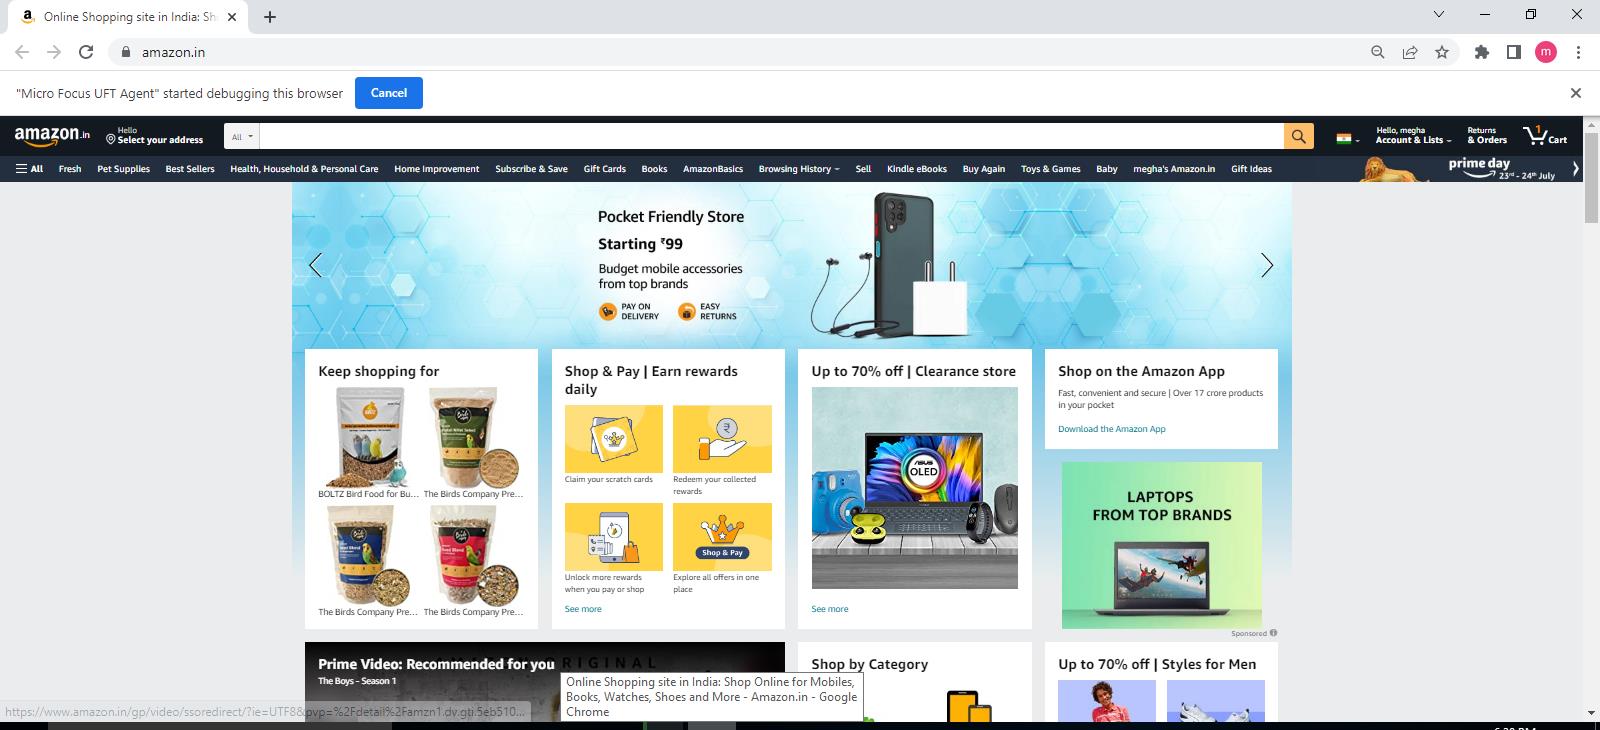 Online Shopping site in India: Sh
amazon.in
m
"Micro Focus UFT Agent" started debugging this browser
Cancel
amazon.in
Hello
Select your address
All
Hello, megha
Account & Lists
Returns
& Orders
1
Cart
All
Fresh
Pet Supplies
Best Sellers
Health, Household & Personal Care
Home Improvement
Subscribe & Save
Gift Cards
Books
AmazonBasics
Browsing History
Sell
Kindle eBooks
Buy Again
Toys & Games
Baby
megha's Amazon.in
Gift Ideas
prime day
23rd - 24th July
Pocket Friendly Store
Starting ₹99
Budget mobile accessories
from top brands
PAY ON
DELIVERY
EASY
RETURNS
Keep shopping for
BOLTZ Bird Food for Bu...
The Birds Company Pre...
The Birds Company Pre...
The Birds Company Pre...
Shop & Pay | Earn rewards
daily
Claim your scratch cards
Redeem your collected
rewards
Shop & Pay
Unlock more rewards
when you pay or shop
Explore all offers in one
place
See more
Up to 70% off | Clearance store
ASUS
OLED
See more
Shop on the Amazon App
Fast, convenient and secure | Over 17 crore products
in your pocket
Download the Amazon App
LAPTOPS
FROM TOP BRANDS
Sponsored
Prime Video: Recommended for you
The Boys - Season 1
Shop by Category
Up to 70% off | Styles for Men
Online Shopping site in India: Shop Online for Mobiles,
Books, Watches, Shoes and More - Amazon.in - Google
Chrome
https://www.amazon.in/gp/video/ssoredirect/?ie=UTF8&pvp=%2Fdetail%2Famzn1.dv.gti.5eb510...